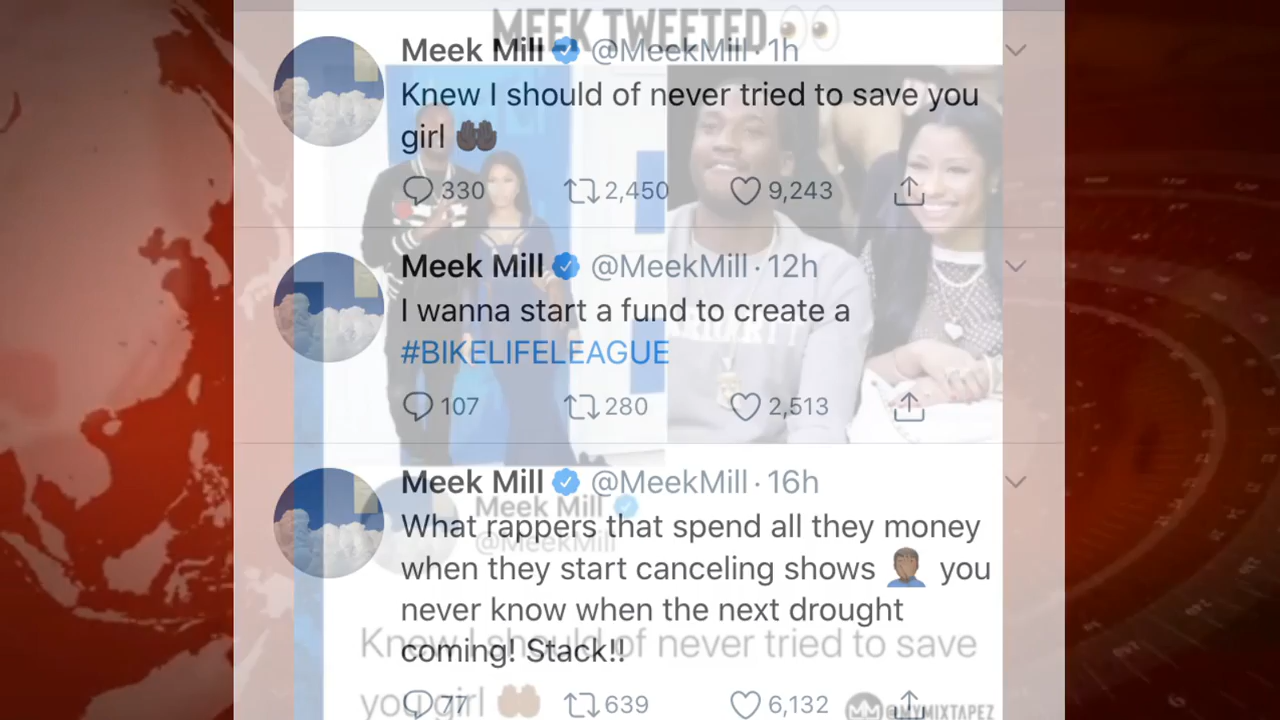 MEEK TWEETED
Meek Mill @MeekMill · 1h
Knew I should of never tried to save you
girl
330 2,450 9,243
Meek Mill @MeekMill · 12h
I wanna start a fund to create a
#BIKELIFELEAGUE
107 280 2,513
Meek Mill @MeekMill · 16h
Meek Mill
What rappers that spend all they money
@MeekMill
when they start canceling shows you
never know when the next drought
Knew I should of never tried to save
coming! Stack!!
you girl
77 639 6,132
@MYMIXTAPEZ